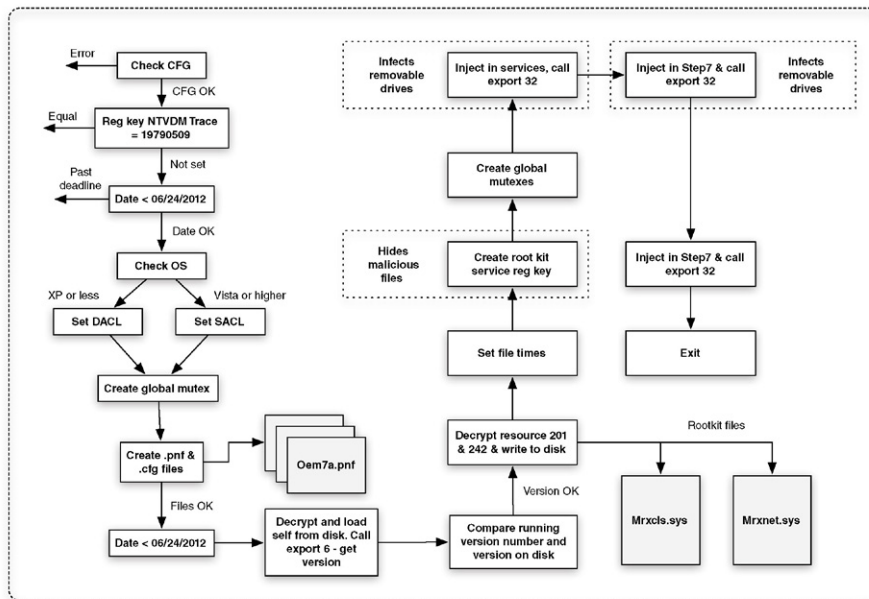 Error
Check CFG
CFG OK
Equal
Reg key NTVDM Trace
= 19790509
Not set
Past
deadline
Date < 06/24/2012
Date OK
Check OS
XP or less
Vista or higher
Set DACL
Set SACL
Create global mutex
Create .pnf &
.cfg files
Oem7a.pnf
Files OK
Date < 06/24/2012
Decrypt and load
self from disk. Call
export 6 - get
version
Compare running
version number and
version on disk
Version OK
Decrypt resource 201
& 242 & write to disk
Rootkit files
Mrxcls.sys
Mrxnet.sys
Set file times
Hides
malicious
files
Create root kit
service reg key
Create global
mutexes
Infects
removable
drives
Inject in services, call
export 32
Inject in Step7 & call
export 32
Infects
removable
drives
Inject in Step7 & call
export 32
Exit